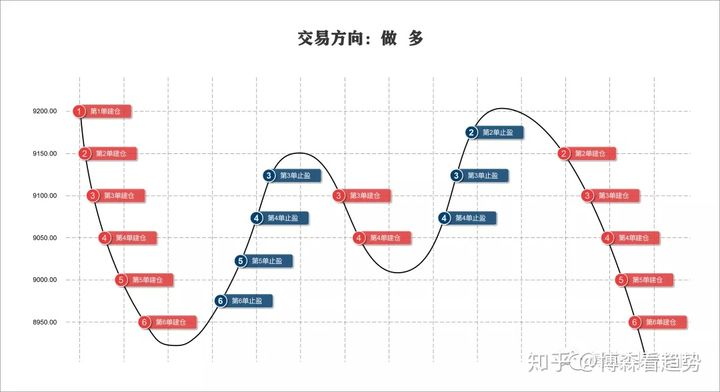 交易方向：做 多
9200.00
9150.00
9100.00
9050.00
9000.00
8950.00
1 第1单建仓
2 第2单建仓
3 第3单建仓
4 第4单建仓
5 第5单建仓
6 第6单建仓
3 第3单止盈
4 第4单止盈
5 第5单止盈
6 第6单止盈
3 第3单建仓
4 第4单建仓
2 第2单止盈
3 第3单止盈
4 第4单止盈
2 第2单建仓
3 第3单建仓
4 第4单建仓
5 第5单建仓
6 第6单建仓
知乎 @博森看趋势